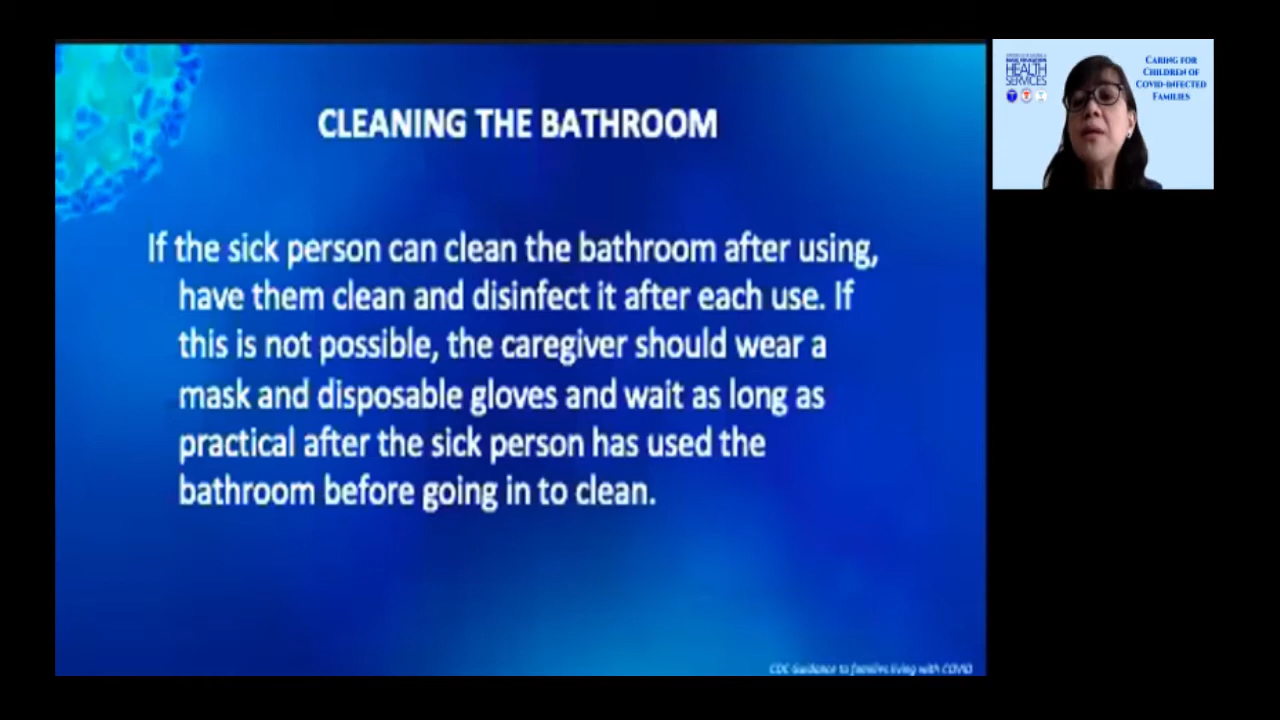 CLEANING THE BATHROOM
If the sick person can clean the bathroom after using,
have them clean and disinfect it after each use. If
this is not possible, the caregiver should wear a
mask and disposable gloves and wait as long as
practical after the sick person has used the
bathroom before going in to clean.
CDC Guidance to families living with COVID
HEALTH
SERVICES
CARING FOR
CHILDREN OF
COVID-INFECTED
FAMILIES